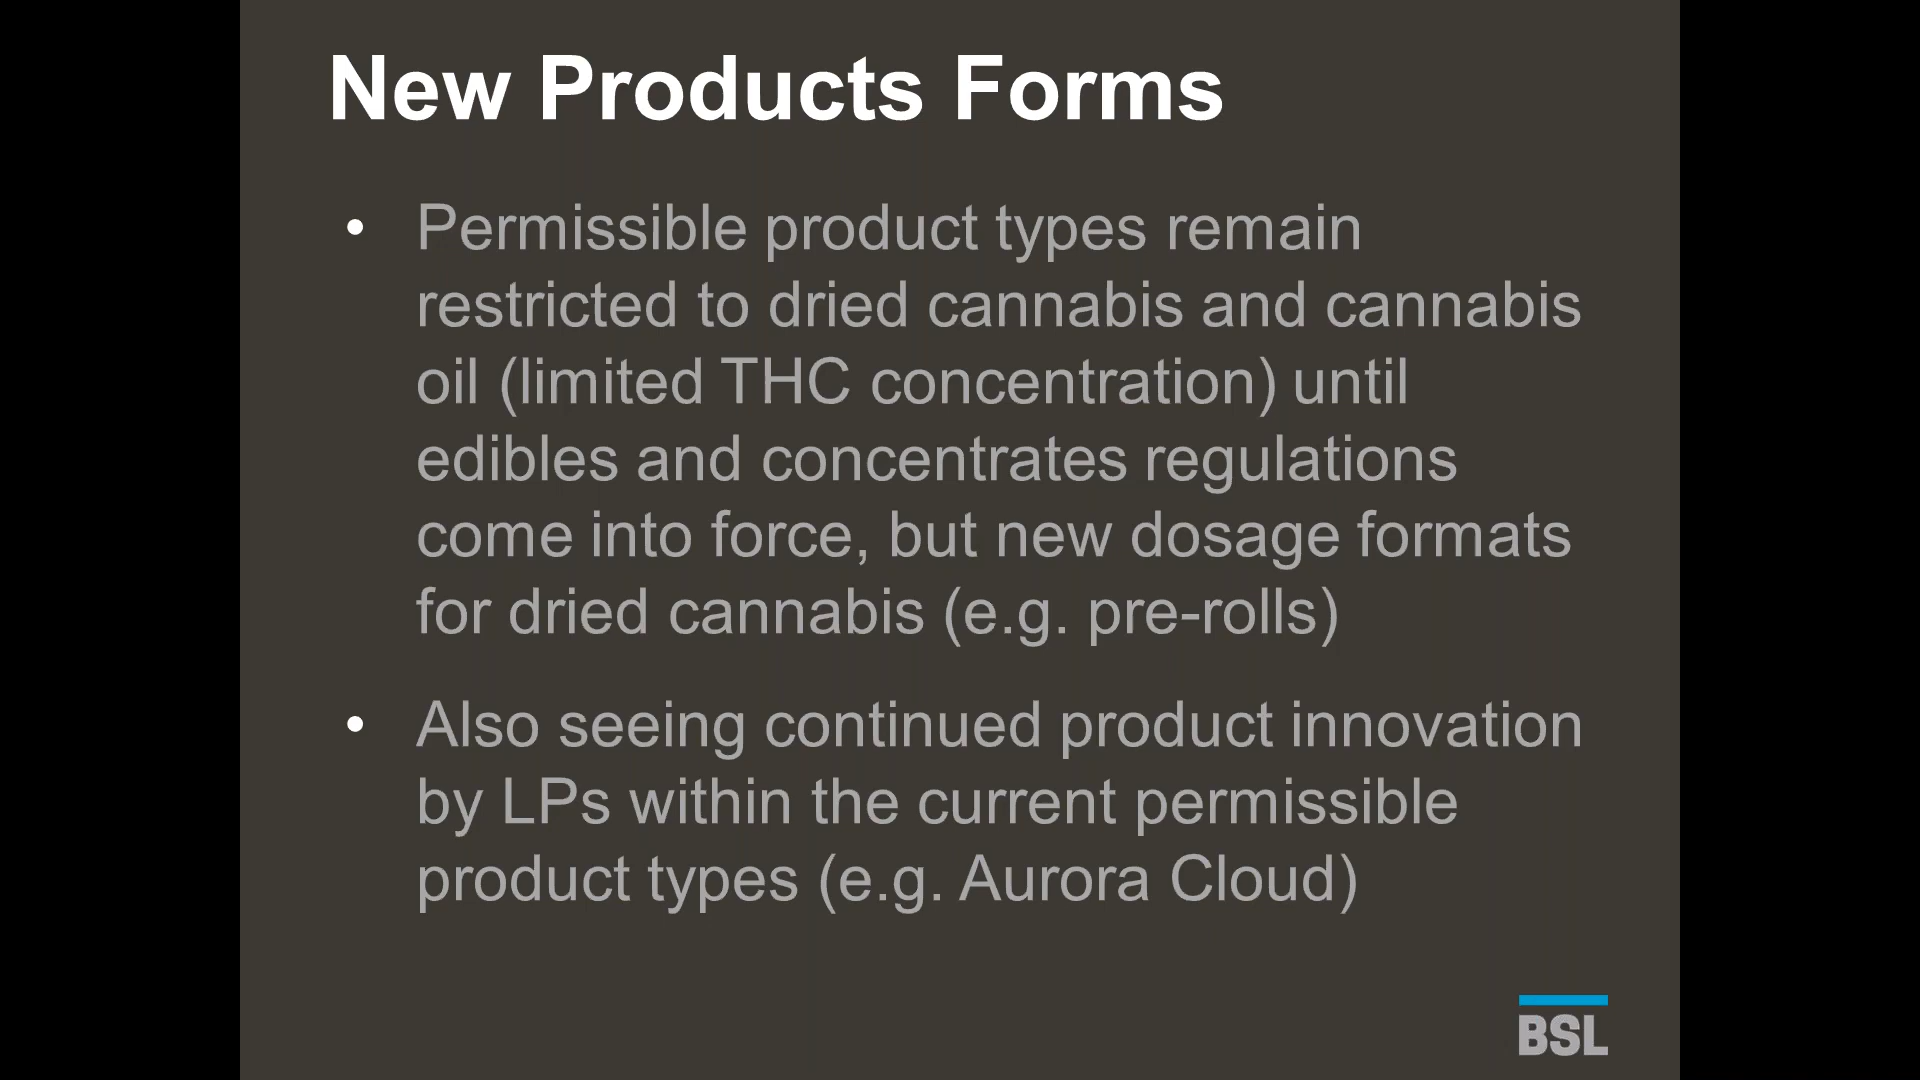 New Products Forms
• Permissible product types remain
restricted to dried cannabis and cannabis
oil (limited THC concentration) until
edibles and concentrates regulations
come into force, but new dosage formats
for dried cannabis (e.g. pre-rolls)
• Also seeing continued product innovation
by LPs within the current permissible
product types (e.g. Aurora Cloud)
BSL